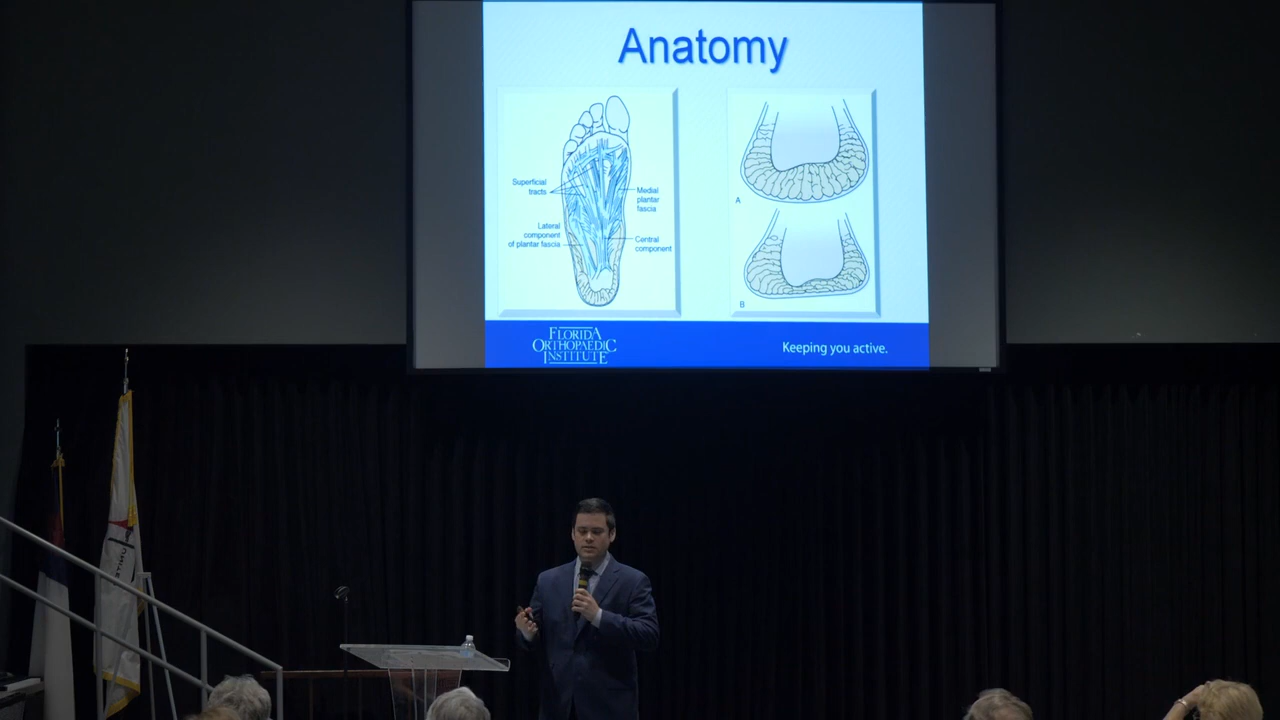 Anatomy
Superficial
tracts
Medial
plantar
fascia
Lateral
component
of plantar fascia
Central
component
A
B
FLORIDA
ORTHOPAEDIC
INSTITUTE
Keeping you active.